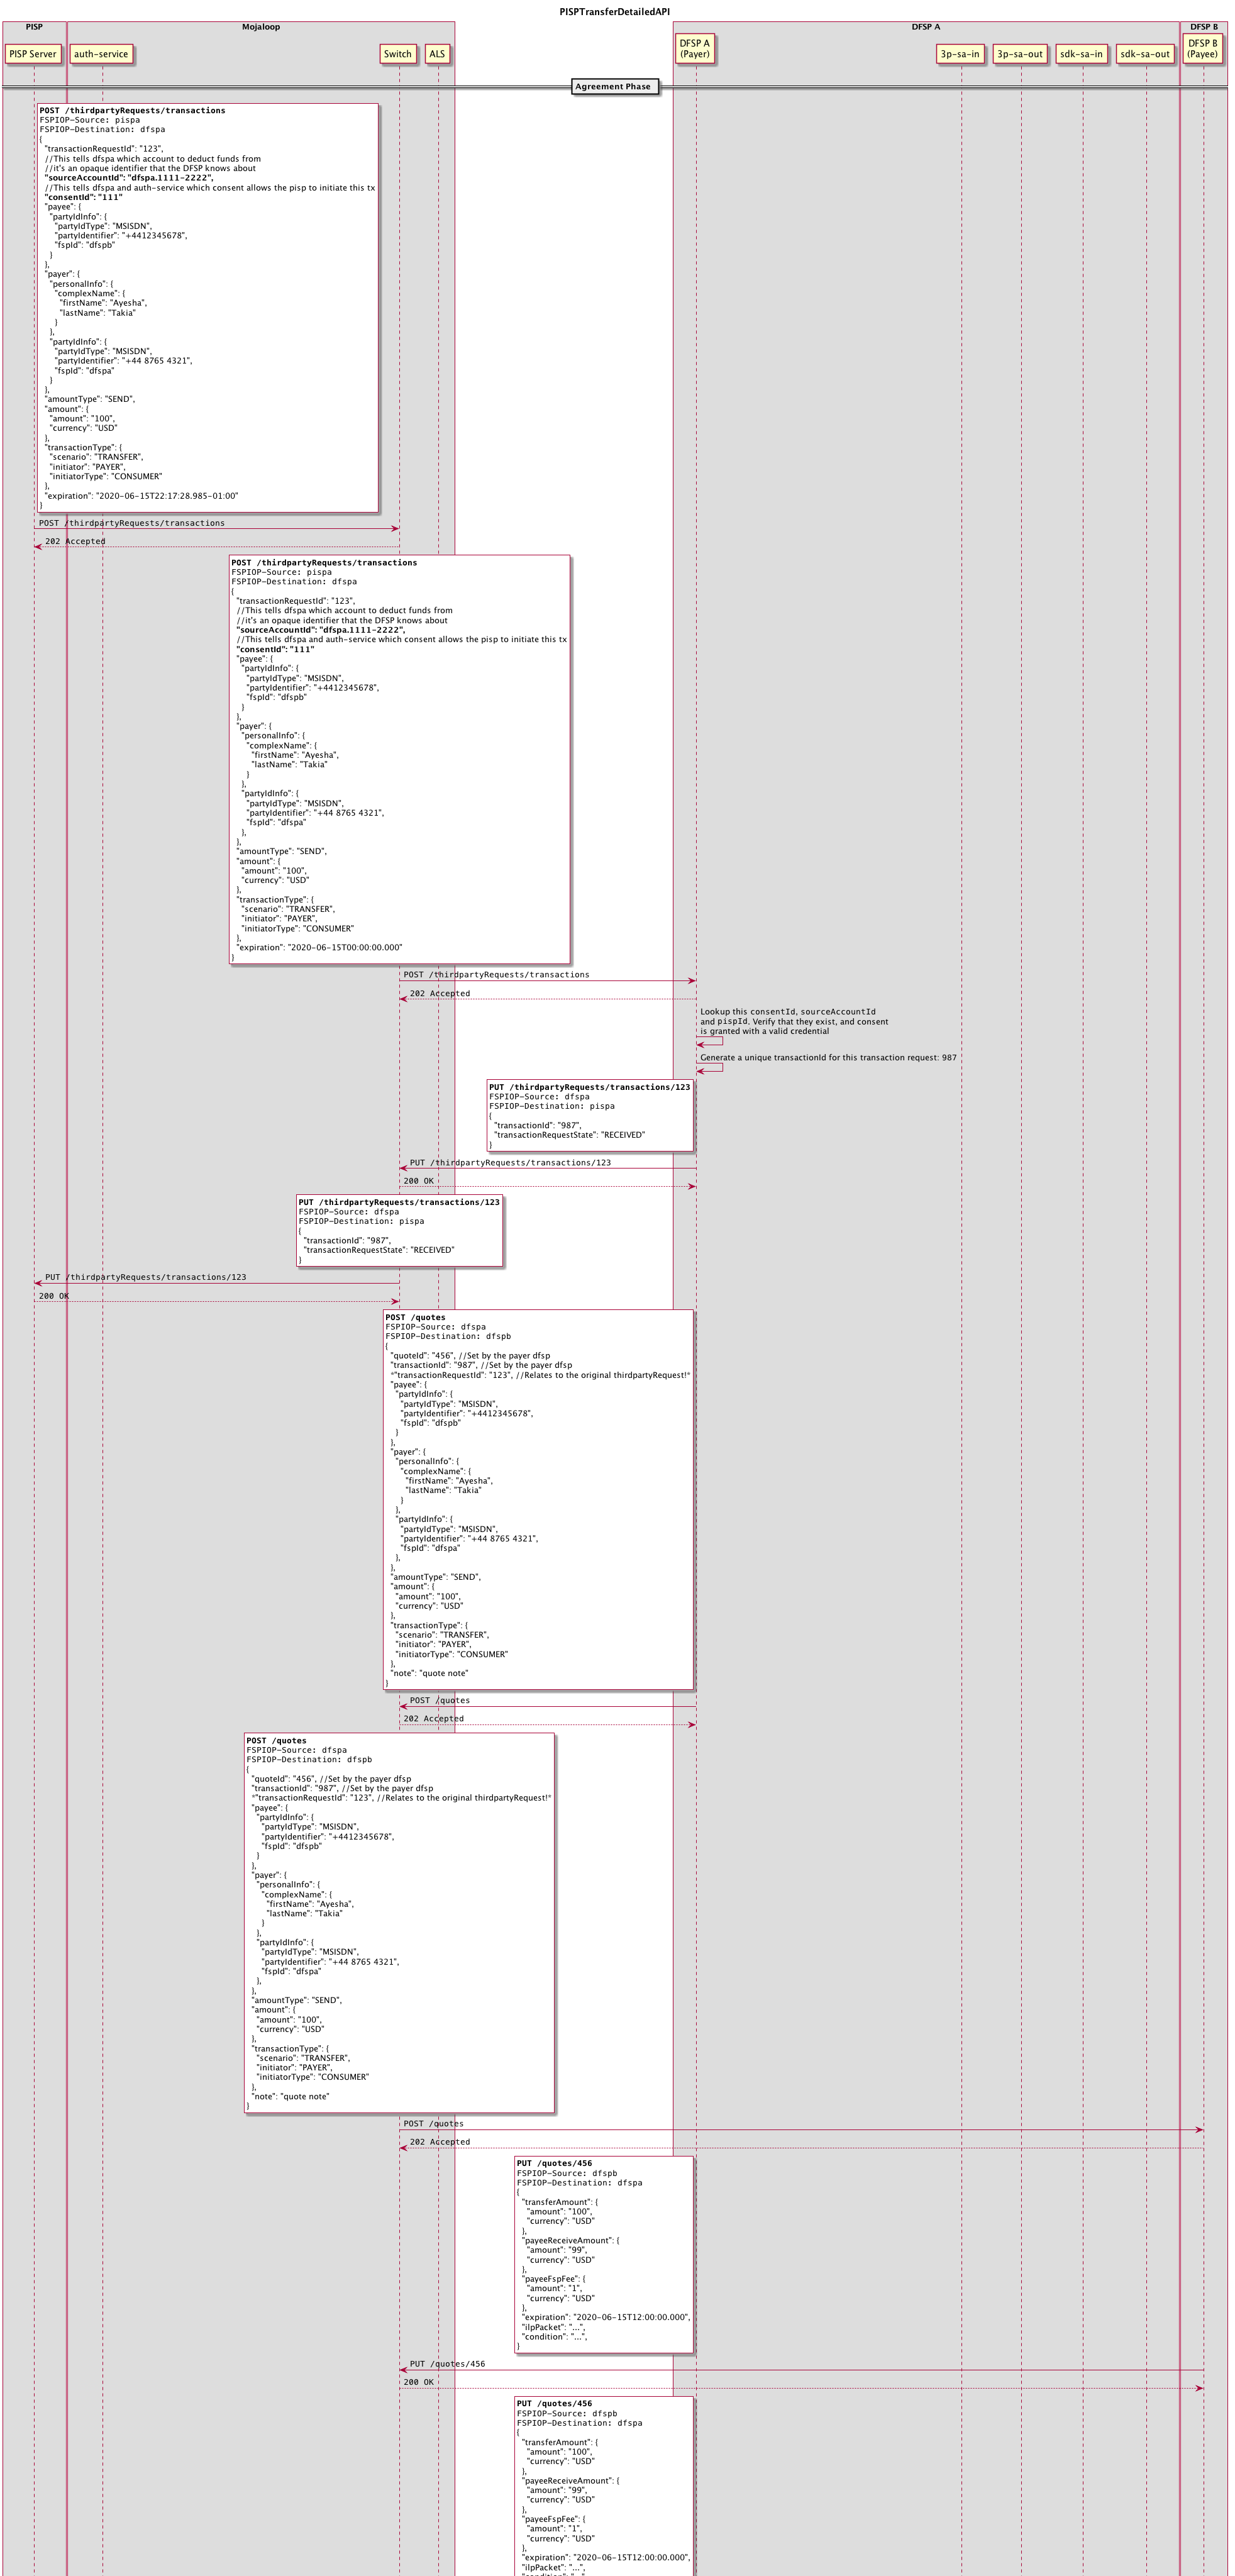 PISPTransferDetailedAPI
PISP
Mojaloop
DFSP A
DFSP B
PISP Server
auth-service
Switch
ALS
DFSP A
(Payer)
3p-sa-in
3p-sa-out
sdk-sa-in
sdk-sa-out
DFSP B
(Payee)
Agreement Phase
POST /thirdpartyRequests/transactions
FSPIOP-Source: pispa
FSPIOP-Destination: dfspa
{
"transactionRequestId": "123",
//This tells dfspa which account to deduct funds from
//it's an opaque identifier that the DFSP knows about
"sourceAccountId": "dfspa.1111-2222",
//This tells dfspa and auth-service which consent allows the pisp to initiate this tx
"consentId": "111"
"payee": {
"partyIdInfo": {
"partyIdType": "MSISDN",
"partyIdentifier": "+4412345678",
"fspId": "dfspb"
}
},
"payer": {
"personalInfo": {
"complexName": {
"firstName": "Ayesha",
"lastName": "Takia"
}
},
"partyIdInfo": {
"partyIdType": "MSISDN",
"partyIdentifier": "+44 8765 4321",
"fspId": "dfspa"
}
},
"amountType": "SEND",
"amount": {
"amount": "100",
"currency": "USD"
},
"transactionType": {
"scenario": "TRANSFER",
"initiator": "PAYER",
"initiatorType": "CONSUMER"
},
"expiration": "2020-06-15T22:17:28.985-01:00"
}
POST /thirdpartyRequests/transactions
202 Accepted
POST /thirdpartyRequests/transactions
FSPIOP-Source: pispa
FSPIOP-Destination: dfspa
{
"transactionRequestId": "123",
//This tells dfspa which account to deduct funds from
//it's an opaque identifier that the DFSP knows about
"sourceAccountId": "dfspa.1111-2222",
//This tells dfspa and auth-service which consent allows the pisp to initiate this tx
"consentId": "111"
"payee": {
"partyIdInfo": {
"partyIdType": "MSISDN",
"partyIdentifier": "+4412345678",
"fspId": "dfspb"
}
},
"payer": {
"personalInfo": {
"complexName": {
"firstName": "Ayesha",
"lastName": "Takia"
}
},
"partyIdInfo": {
"partyIdType": "MSISDN",
"partyIdentifier": "+44 8765 4321",
"fspId": "dfspa"
},
},
"amountType": "SEND",
"amount": {
"amount": "100",
"currency": "USD"
},
"transactionType": {
"scenario": "TRANSFER",
"initiator": "PAYER",
"initiatorType": "CONSUMER"
},
"expiration": "2020-06-15T00:00:00.000"
}
POST /thirdpartyRequests/transactions
202 Accepted
Lookup this consentId, sourceAccountId
and pispId. Verify that they exist, and consent
is granted with a valid credential
Generate a unique transactionId for this transaction request: 987
PUT /thirdpartyRequests/transactions/123
FSPIOP-Source: dfspa
FSPIOP-Destination: pispa
{
"transactionId": "987",
"transactionRequestState": "RECEIVED"
}
PUT /thirdpartyRequests/transactions/123
200 OK
PUT /thirdpartyRequests/transactions/123
FSPIOP-Source: dfspa
FSPIOP-Destination: pispa
{
"transactionId": "987",
"transactionRequestState": "RECEIVED"
}
PUT /thirdpartyRequests/transactions/123
200 OK
POST /quotes
FSPIOP-Source: dfspa
FSPIOP-Destination: dfspb
{
"quoteId": "456", //Set by the payer dfsp
"transactionId": "987", //Set by the payer dfsp
*"transactionRequestId": "123", //Relates to the original thirdpartyRequest!*
"payee": {
"partyIdInfo": {
"partyIdType": "MSISDN",
"partyIdentifier": "+4412345678",
"fspId": "dfspb"
}
},
"payer": {
"personalInfo": {
"complexName": {
"firstName": "Ayesha",
"lastName": "Takia"
}
},
"partyIdInfo": {
"partyIdType": "MSISDN",
"partyIdentifier": "+44 8765 4321",
"fspId": "dfspa"
},
},
"amountType": "SEND",
"amount": {
"amount": "100",
"currency": "USD"
},
"transactionType": {
"scenario": "TRANSFER",
"initiator": "PAYER",
"initiatorType": "CONSUMER"
},
"note": "quote note"
}
POST /quotes
202 Accepted
POST /quotes
FSPIOP-Source: dfspa
FSPIOP-Destination: dfspb
{
"quoteId": "456", //Set by the payer dfsp
"transactionId": "987", //Set by the payer dfsp
*"transactionRequestId": "123", //Relates to the original thirdpartyRequest!*
"payee": {
"partyIdInfo": {
"partyIdType": "MSISDN",
"partyIdentifier": "+4412345678",
"fspId": "dfspb"
}
},
"payer": {
"personalInfo": {
"complexName": {
"firstName": "Ayesha",
"lastName": "Takia"
}
},
"partyIdInfo": {
"partyIdType": "MSISDN",
"partyIdentifier": "+44 8765 4321",
"fspId": "dfspa"
},
},
"amountType": "SEND",
"amount": {
"amount": "100",
"currency": "USD"
},
"transactionType": {
"scenario": "TRANSFER",
"initiator": "PAYER",
"initiatorType": "CONSUMER"
},
"note": "quote note"
}
POST /quotes
202 Accepted
PUT /quotes/456
FSPIOP-Source: dfspb
FSPIOP-Destination: dfspa
{
"transferAmount": {
"amount": "100",
"currency": "USD"
},
"payeeReceiveAmount": {
"amount": "99",
"currency": "USD"
},
"payeeFspFee": {
"amount": "1",
"currency": "USD"
},
"expiration": "2020-06-15T12:00:00.000",
"ilpPacket": "...",
"condition": "...",
}
PUT /quotes/456
200 OK
PUT /quotes/456
FSPIOP-Source: dfspb
FSPIOP-Destination: dfspa
{
"transferAmount": {
"amount": "100",
"currency": "USD"
},
"payeeReceiveAmount": {
"amount": "99",
"currency": "USD"
},
"payeeFspFee": {
"amount": "1",
"currency": "USD"
},
"expiration": "2020-06-15T12:00:00.000",
"ilpPacket": "...",